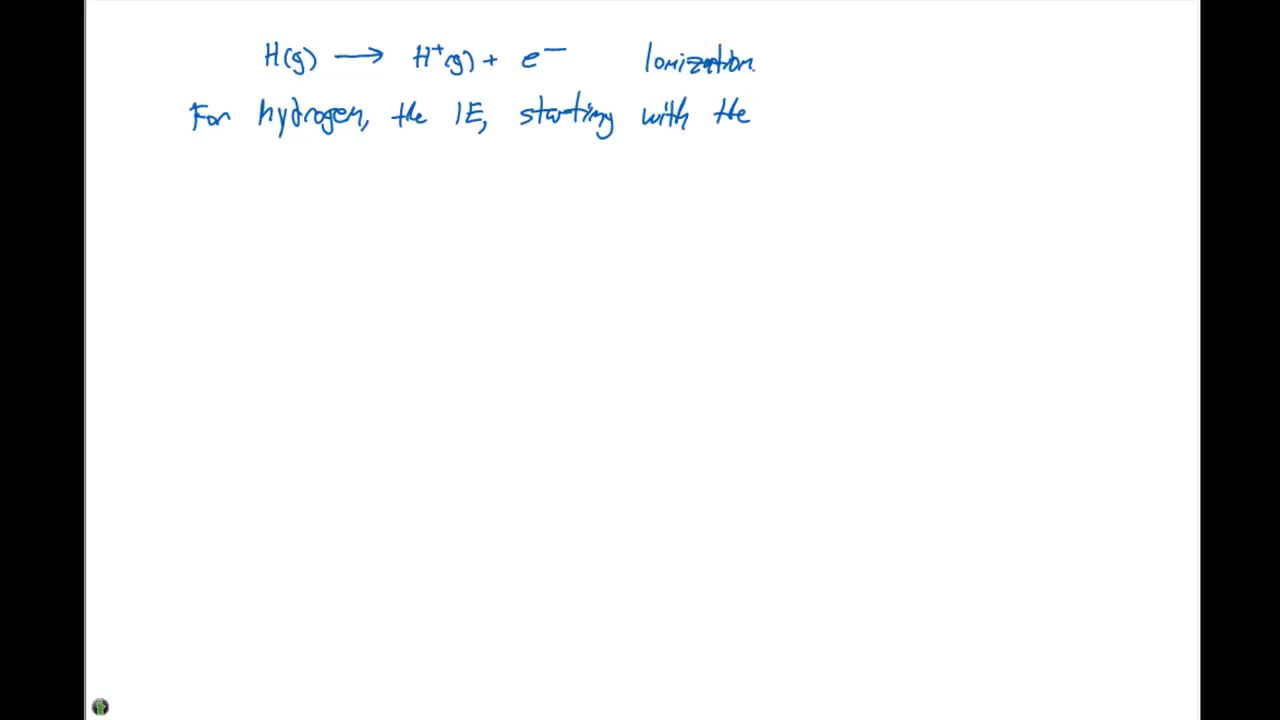 H(g) ⟶ H⁺(g) + e⁻ Ionization.
For hydrogen, the IE, starting with the